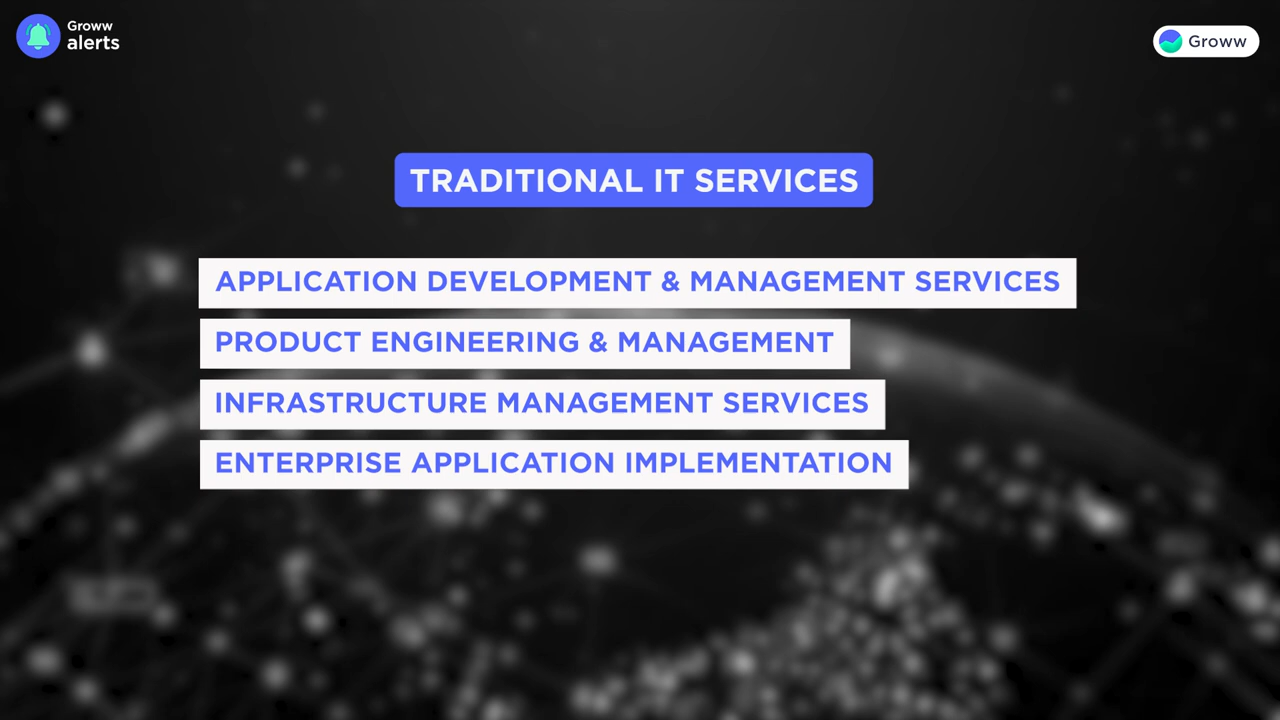 Groww
alerts
Groww
TRADITIONAL IT SERVICES
APPLICATION DEVELOPMENT & MANAGEMENT SERVICES
PRODUCT ENGINEERING & MANAGEMENT
INFRASTRUCTURE MANAGEMENT SERVICES
ENTERPRISE APPLICATION IMPLEMENTATION